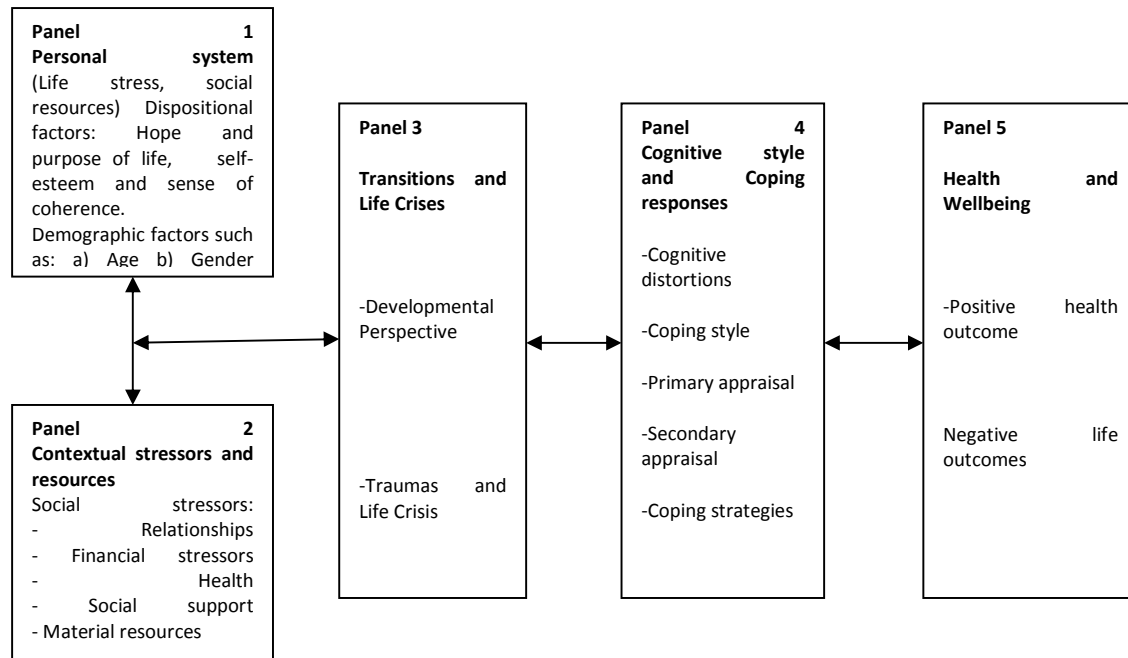 Panel 1
Personal system
(Life stress, social
resources) Dispositional
factors: Hope and
purpose of life, self-
esteem and sense of
coherence.
Demographic factors such
as: a) Age b) Gender
Panel 2
Contextual stressors and
resources
Social stressors:
- Relationships
- Financial stressors
- Health
- Social support
- Material resources
Panel 3
Transitions and
Life Crises
-Developmental
Perspective
-Traumas and
Life Crisis
Panel 4
Cognitive style
and Coping
responses
-Cognitive
distortions
-Coping style
-Primary appraisal
-Secondary
appraisal
-Coping strategies
Panel 5
Health and
Wellbeing
-Positive health
outcome
Negative life
outcomes